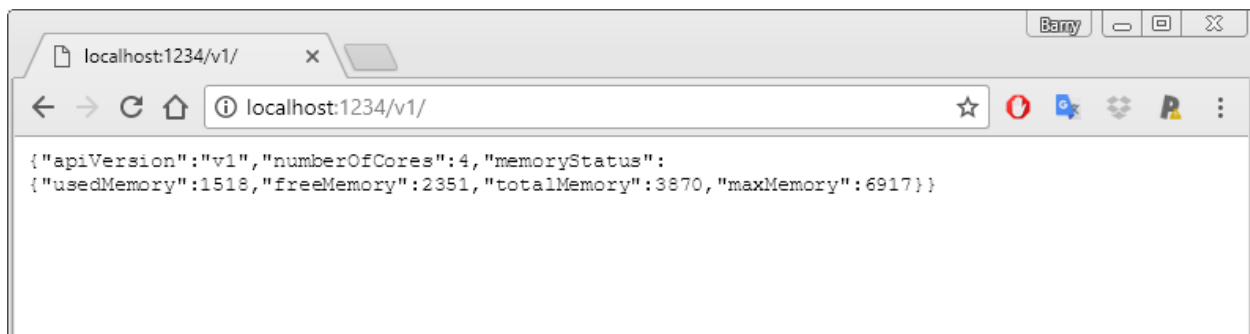 Barry
localhost:1234/v1/
localhost:1234/v1/
{"apiVersion":"v1","numberOfCores":4,"memoryStatus":
{"usedMemory":1518,"freeMemory":2351,"totalMemory":3870,"maxMemory":6917}}